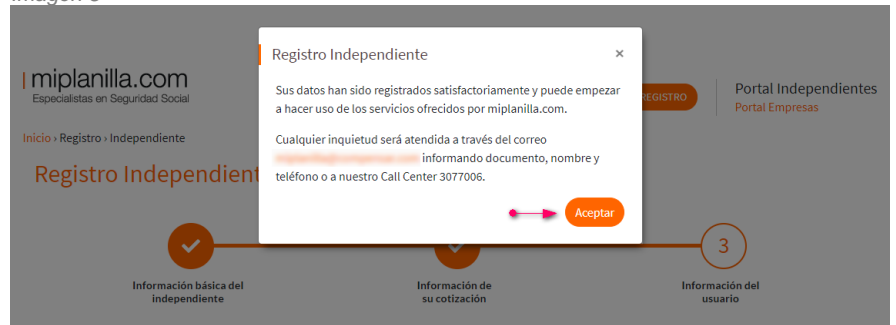 Registro Independiente ×
Sus datos han sido registrados satisfactoriamente y puede empezar
a hacer uso de los servicios ofrecidos por miplanilla.com.
Cualquier inquietud será atendida a través del correo
informando documento, nombre y
teléfono o a nuestro Call Center 3077006.
Aceptar
miplanilla.com
Especialistas en Seguridad Social
REGISTRO
Portal Independientes
Portal Empresas
Inicio › Registro › Independiente
Registro Independient
3
Información básica del
independiente
Información de
su cotización
Información del
usuario